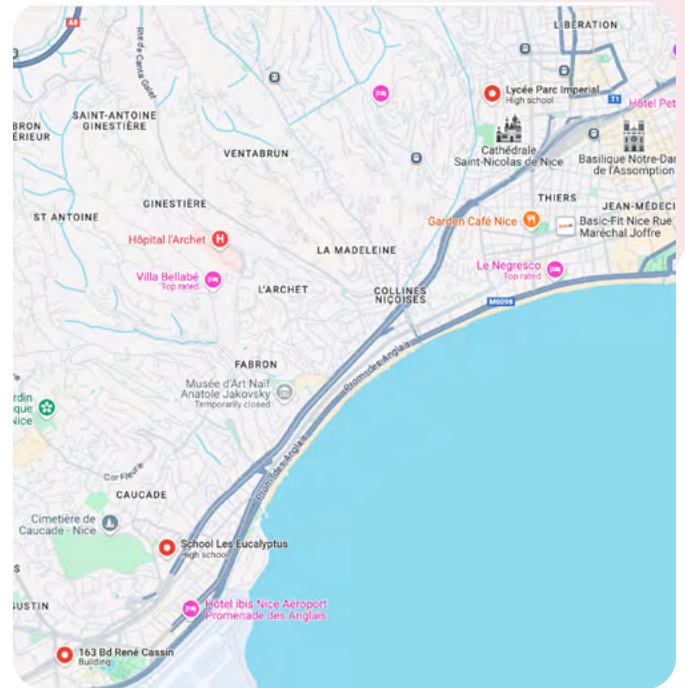 A8
Rte de Canta Galet
LIBÉRATION
Lycée Parc Imperial
High school
T1
Hôtel Pet
SAINT-ANTOINE
GINESTIÈRE
BRON
ÉRIEUR
VENTABRUN
Cathédrale
Saint-Nicolas de Nice
Basilique Notre-Dar
de l'Assomption
THIERS
JEAN-MÉDECI
GINESTIÈRE
ST ANTOINE
Garden Café Nice
Basic-Fit Nice Rue
Maréchal Joffre
Hôpital l'Archet
LA MADELEINE
Villa Bellabé
Top rated
Le Negresco
Top rated
L'ARCHET
COLLINES
NIÇOISES
M6098
Prom. des Anglais
FABRON
Musée d'Art Naïf
Anatole Jakovsky
Temporarily closed
rdin
que
Nice
Prom. des Anglais
Cor Fleurie
CAUCADE
Cimetière de
Caucade - Nice
School Les Eucalyptus
High school
S
GUSTIN
Hôtel ibis Nice Aéroport
Promenade des Anglais
163 Bd René Cassin
Building